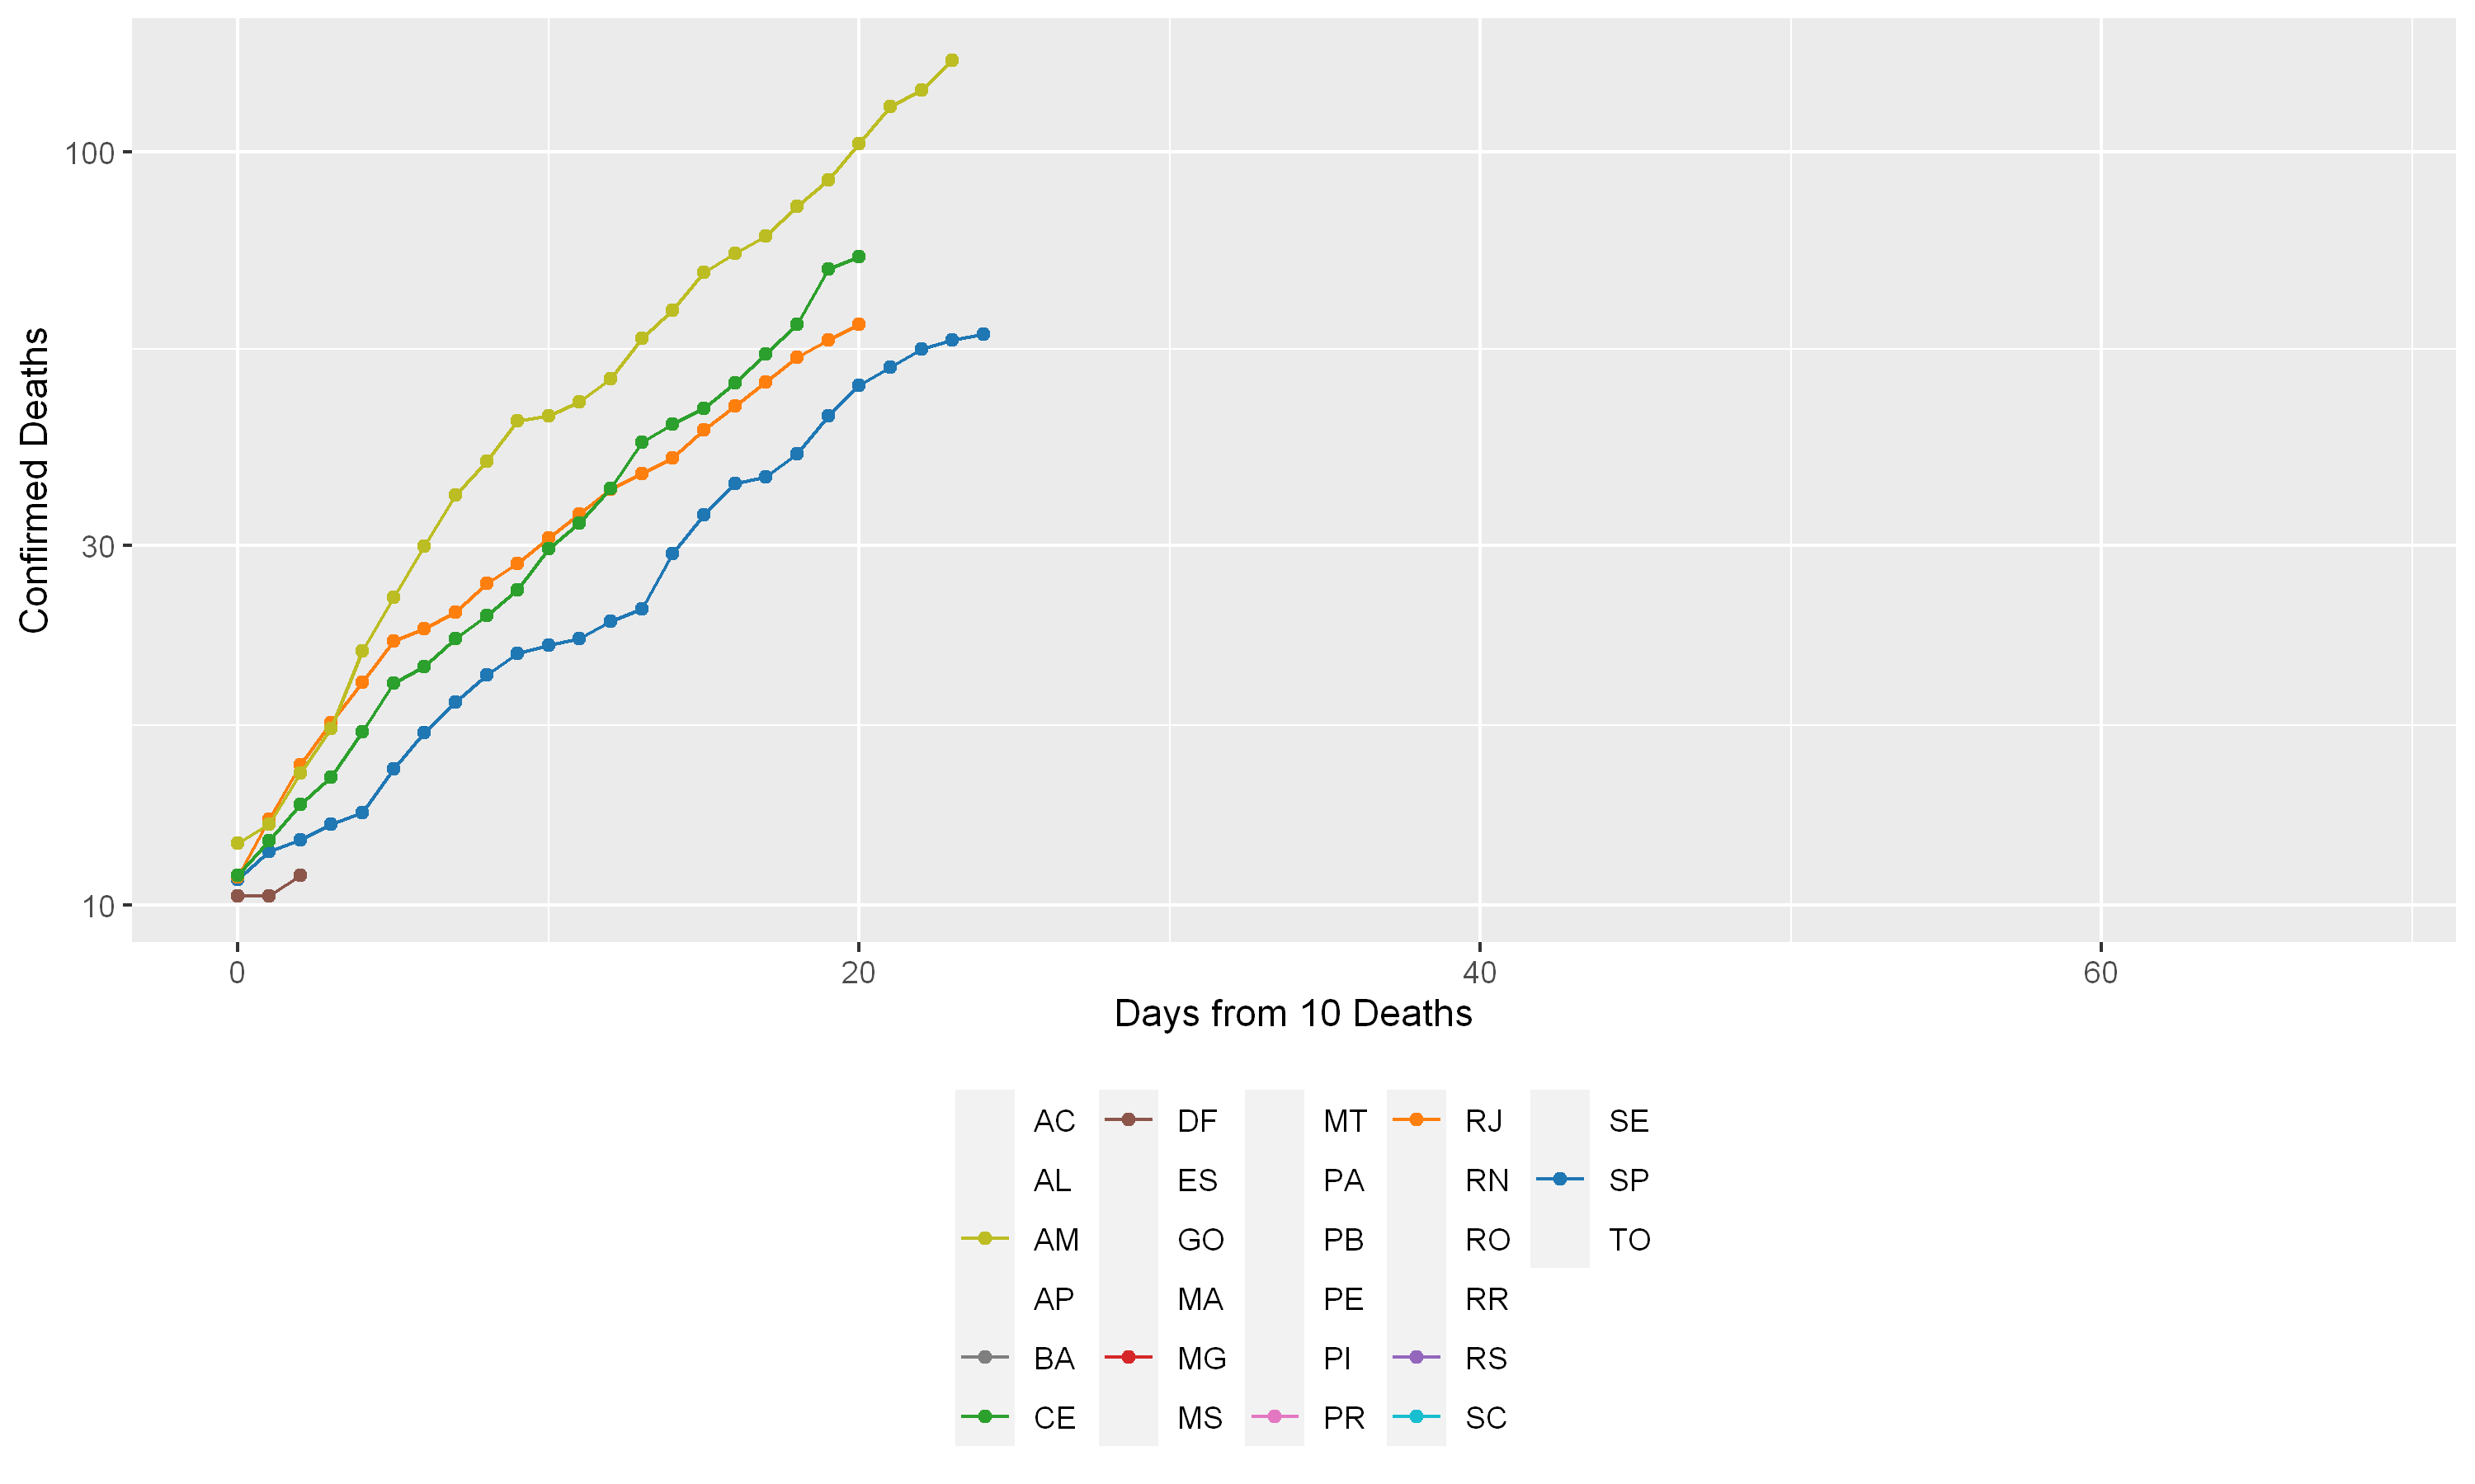 100
30
10
Confirmed Deaths
0 20 40 60
Days from 10 Deaths
AC DF MT RJ SE
AL ES PA RN SP
AM GO PB RO TO
AP MA PE RR
BA MG PI RS
CE MS PR SC